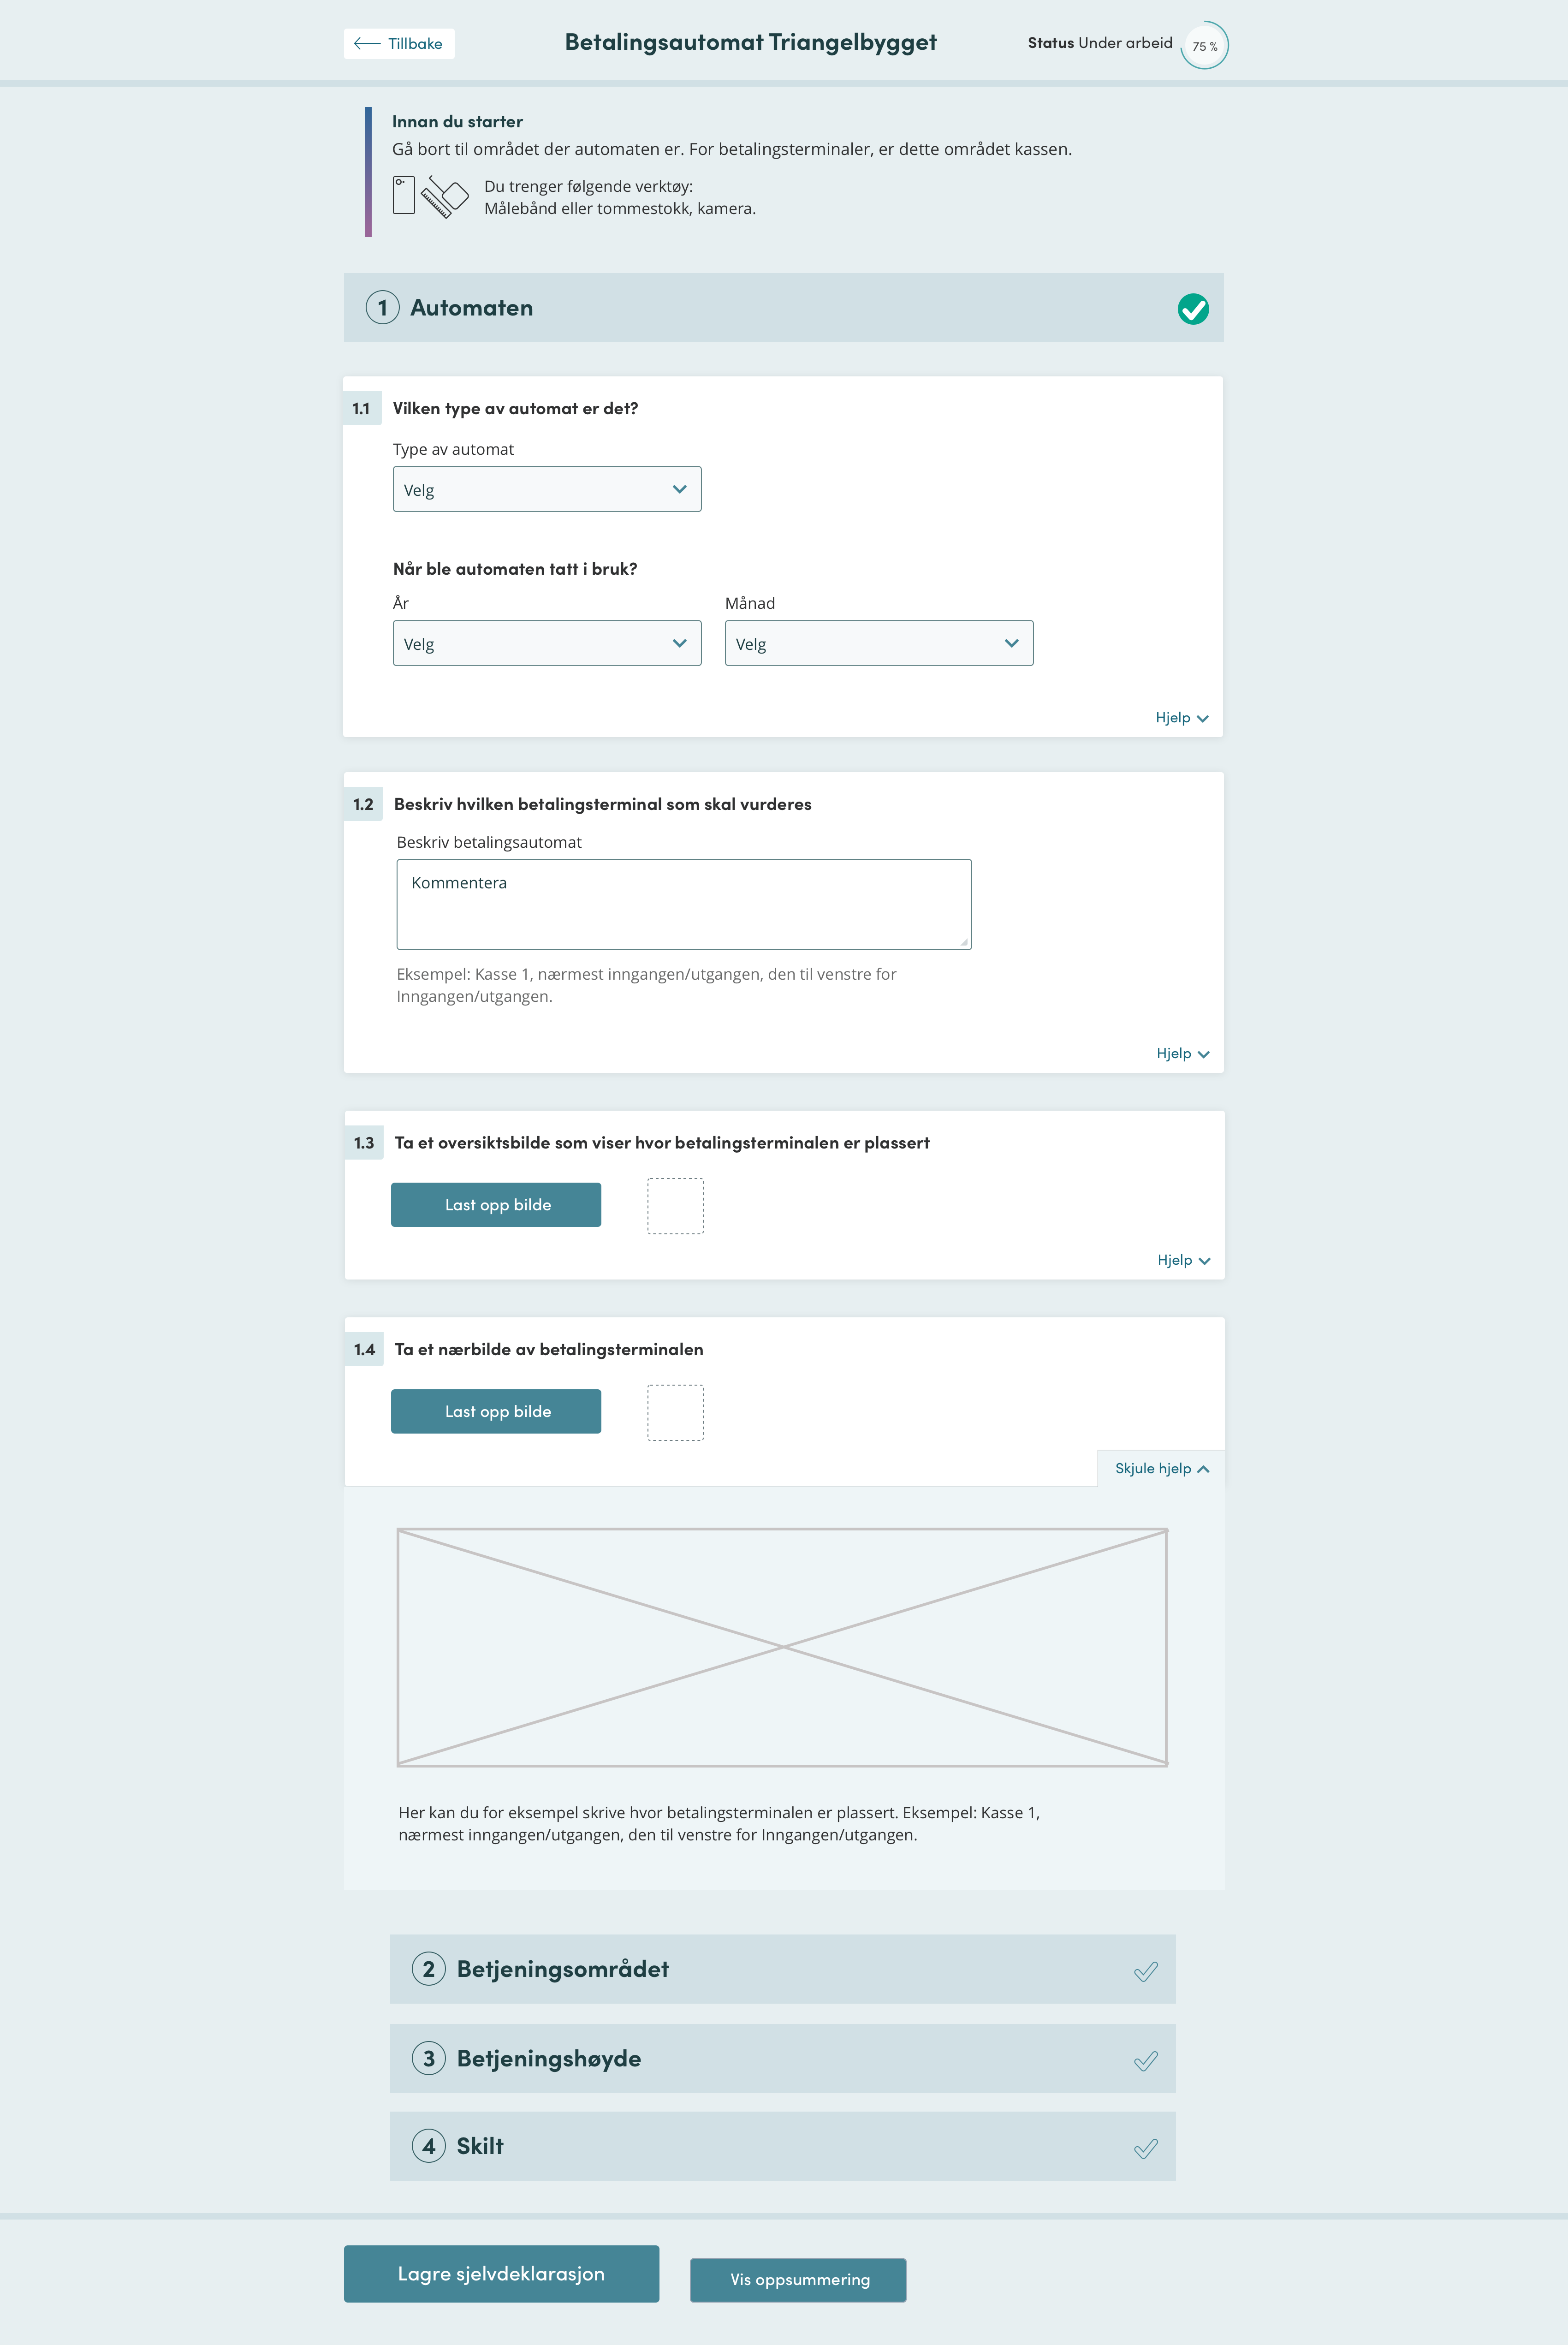 Tillbake
Betalingsautomat Triangelbygget
Status Under arbeid
75 %
Innan du starter
Gå bort til området der automaten er. For betalingsterminaler, er dette området kassen.
Du trenger følgende verktøy:
Målebånd eller tommestokk, kamera.
1 Automaten
1.1 Vilken type av automat er det?
Type av automat
Velg
Når ble automaten tatt i bruk?
År Månad
Velg Velg
Hjelp
1.2 Beskriv hvilken betalingsterminal som skal vurderes
Beskriv betalingsautomat
Kommentera
Eksempel: Kasse 1, nærmest inngangen/utgangen, den til venstre for
Inngangen/utgangen.
Hjelp
1.3 Ta et oversiktsbilde som viser hvor betalingsterminalen er plassert
Last opp bilde
Hjelp
1.4 Ta et nærbilde av betalingsterminalen
Last opp bilde
Skjule hjelp
Her kan du for eksempel skrive hvor betalingsterminalen er plassert. Eksempel: Kasse 1,
nærmest inngangen/utgangen, den til venstre for Inngangen/utgangen.
2 Betjeningsområdet
3 Betjeningshøyde
4 Skilt
Lagre sjelvdeklarasjon
Vis oppsummering